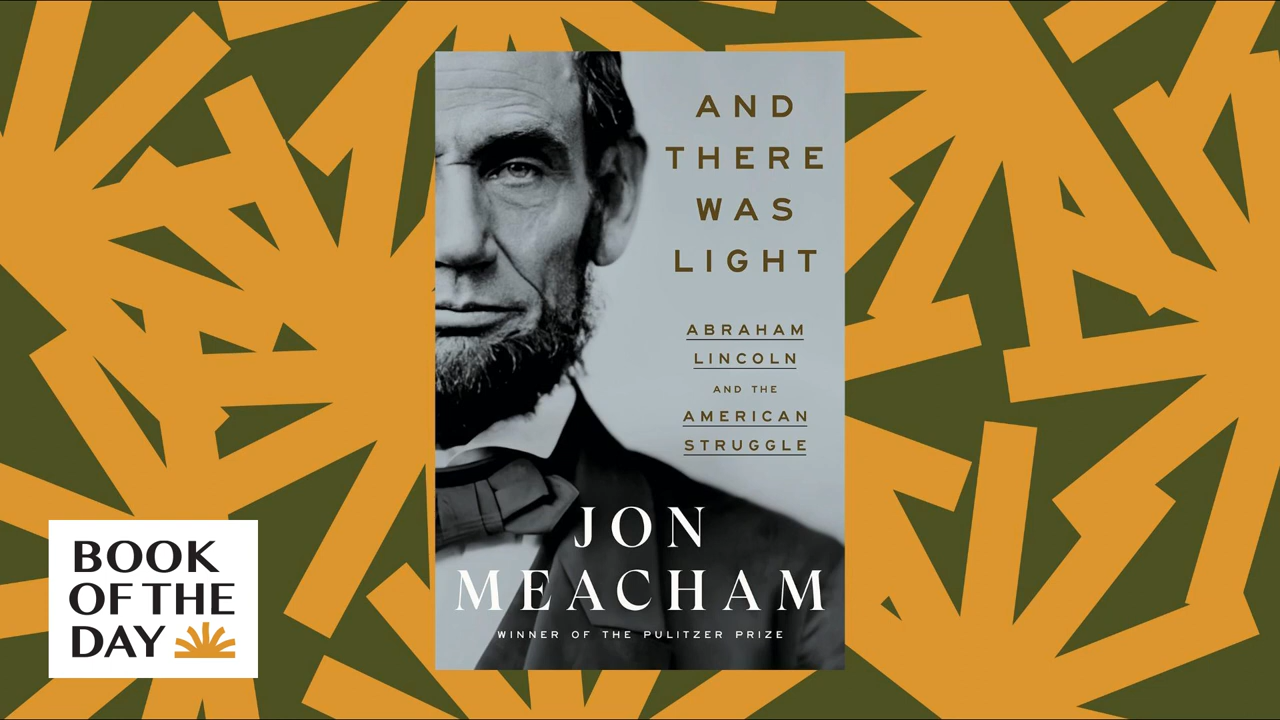 AND
THERE
WAS
LIGHT
ABRAHAM
LINCOLN
AND THE
AMERICAN
STRUGGLE
JON
MEACHAM
WINNER OF THE PULITZER PRIZE
BOOK
OF THE
DAY